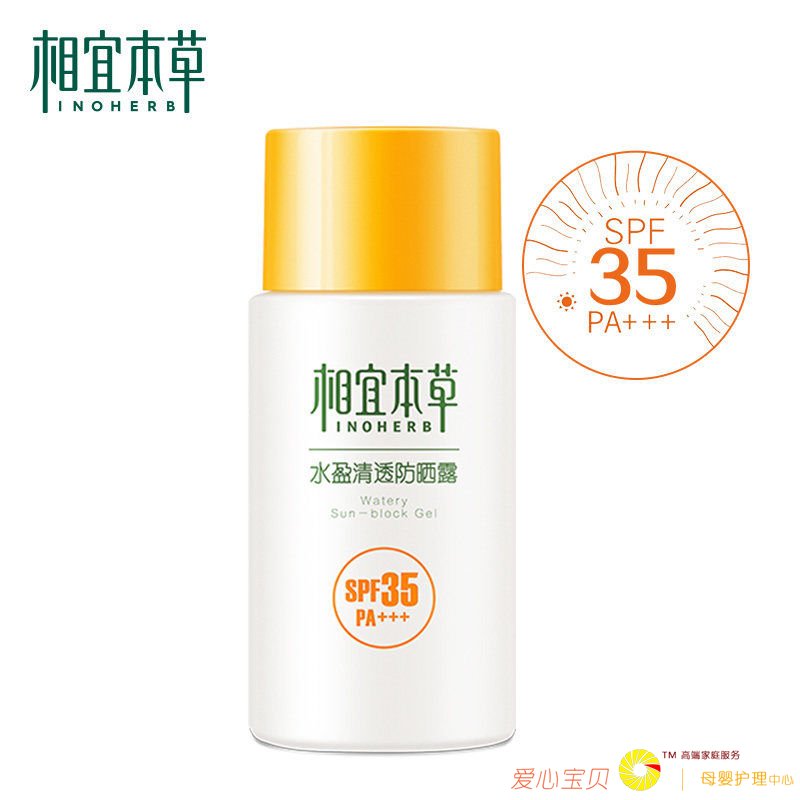 相宜本草
INOHERB
SPF
35
PA+++
相宜本草
INOHERB
水盈清透防晒露
Watery
Sun-block Gel
SPF35
PA+++
爱心宝贝
TM 高端家庭服务
母婴护理中心